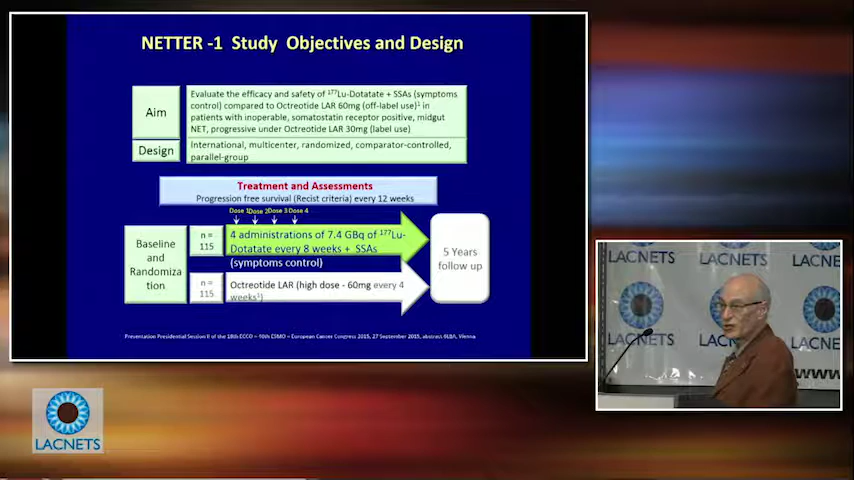 NETTER -1 Study Objectives and Design
Aim
Evaluate the efficacy and safety of ¹⁷⁷Lu-Dotatate + SSAs (symptoms
control) compared to Octreotide LAR 60mg (off-label use)¹ in
patients with inoperable, somatostatin receptor positive, midgut
NET, progressive under Octreotide LAR 30mg (label use)
Design
International, multicenter, randomized, comparator-controlled,
parallel-group
Treatment and Assessments
Progression free survival (Recist criteria) every 12 weeks
Dose 1
Dose 2
Dose 3
Dose 4
Baseline
and
Randomiza
tion
n =
115
4 administrations of 7.4 GBq of ¹⁷⁷Lu-
Dotatate every 8 weeks + SSAs
(symptoms control)
n =
115
Octreotide LAR (high dose - 60mg every 4
weeks¹)
5 Years
follow up
Presentation Presidential Session II of the 18th ECCO – 40th ESMO – European Cancer Congress 2015, 27 September 2015, abstract 6LBA, Vienna
LACNETS
LACNETS
LACNETS
LACN
LAC
ACNE
www
LACNETS